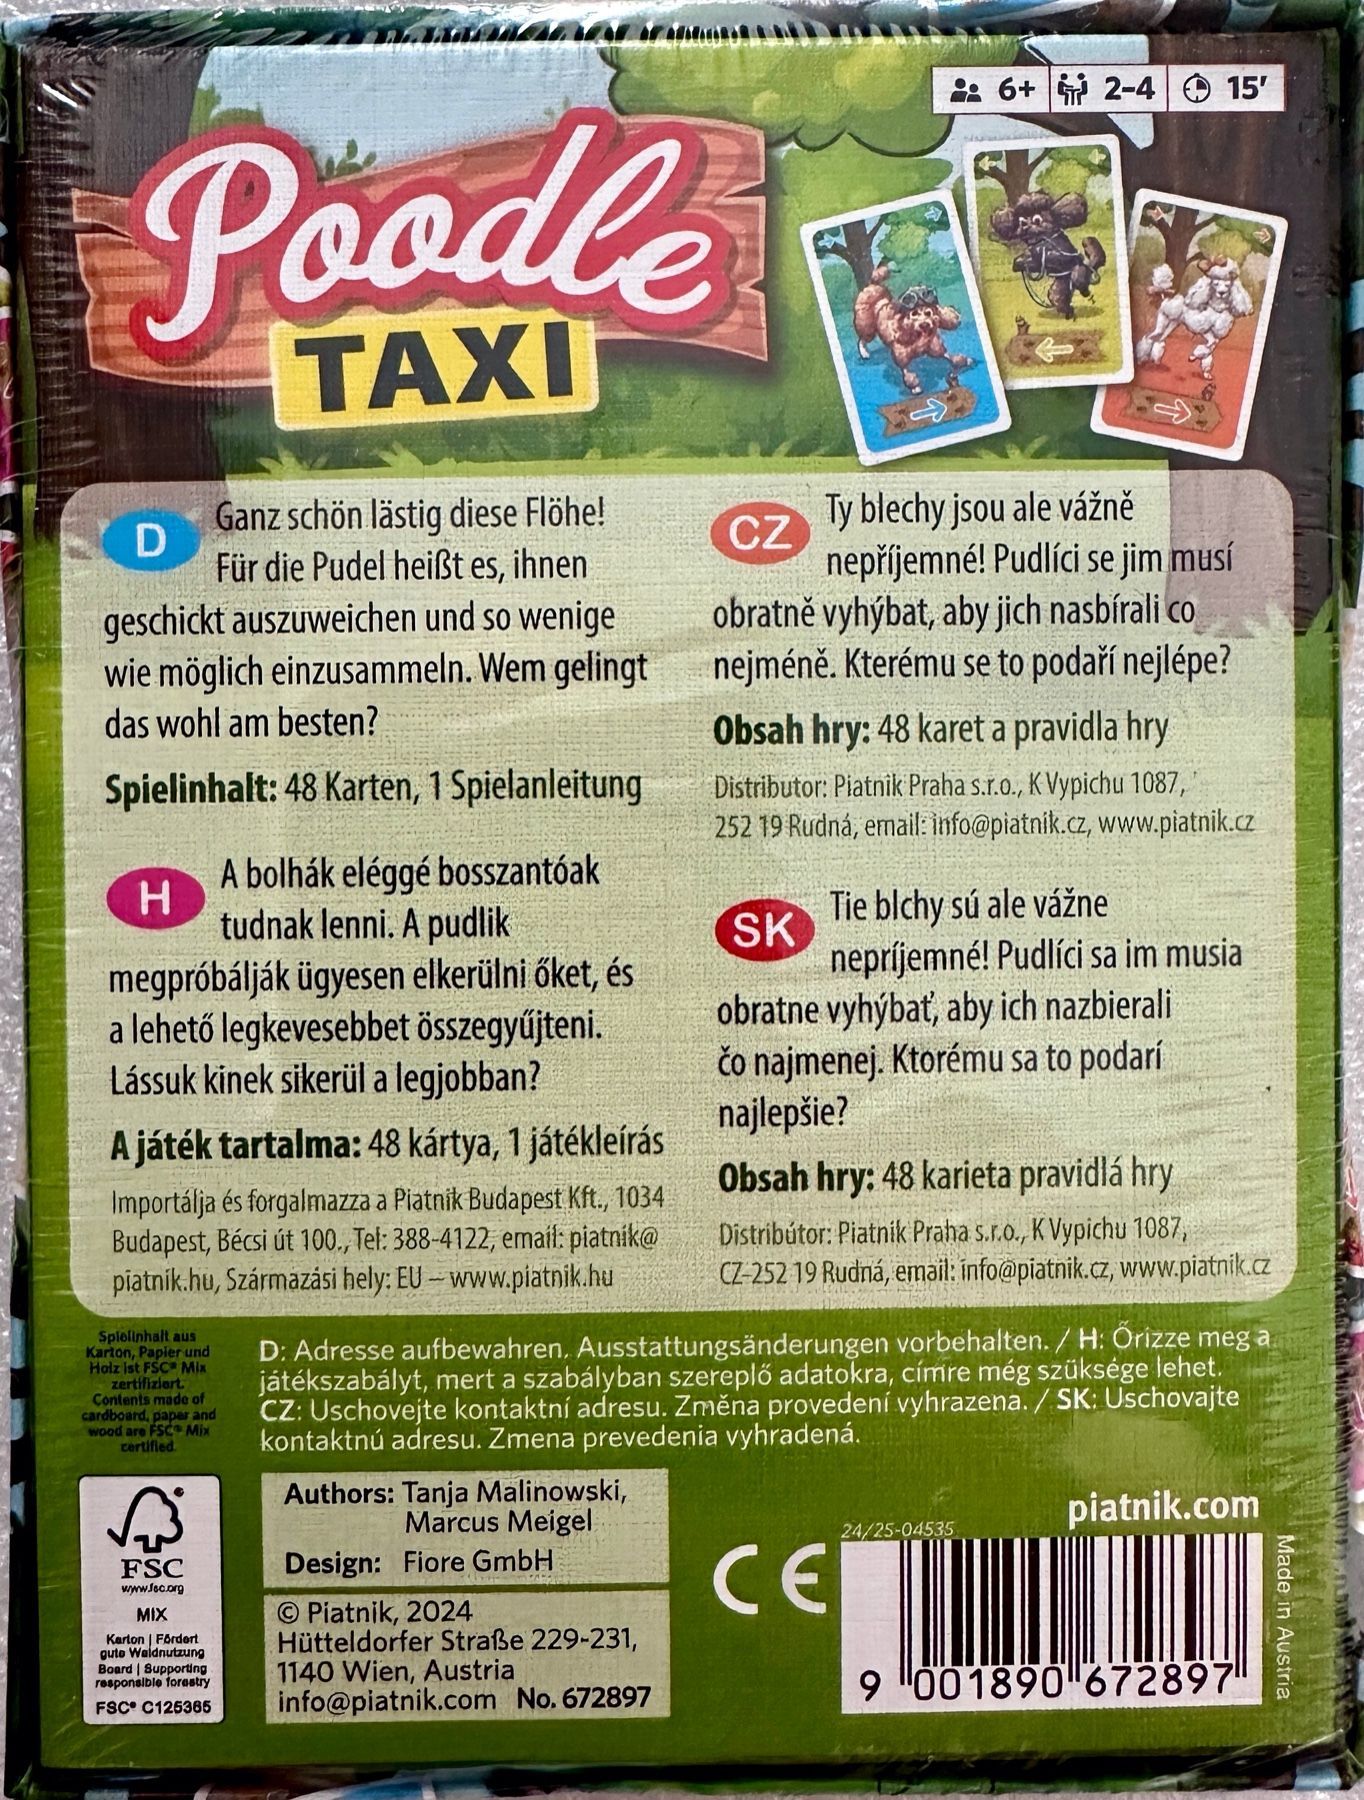 6+ 2-4 15'
Poodle
TAXI
D Ganz schön lästig diese Flöhe!
Für die Pudel heißt es, ihnen
geschickt auszuweichen und so wenige
wie möglich einzusammeln. Wem gelingt
das wohl am besten?
Spielinhalt: 48 Karten, 1 Spielanleitung
H A bolhák eléggé bosszantóak
tudnak lenni. A pudlik
megpróbálják ügyesen elkerülni őket, és
a lehető legkevesebbet összegyűjteni.
Lássuk kinek sikerül a legjobban?
A játék tartalma: 48 kártya, 1 játékleírás
Importálja és forgalmazza a Piatnik Budapest Kft., 1034
Budapest, Bécsi út 100., Tel: 388-4122, email: piatnik@
piatnik.hu, Származási hely: EU – www.piatnik.hu
CZ Ty blechy jsou ale vážně
nepříjemné! Pudlíci se jim musí
obratně vyhýbat, aby jich nasbírali co
nejméně. Kterému se to podaří nejlépe?
Obsah hry: 48 karet a pravidla hry
Distributor: Piatnik Praha s.r.o., K Vypichu 1087,
252 19 Rudná, email: info@piatnik.cz, www.piatnik.cz
SK Tie blchy sú ale vážne
nepríjemné! Pudlíci sa im musia
obratne vyhýbať, aby ich nazbierali
čo najmenej. Ktorému sa to podarí
najlepšie?
Obsah hry: 48 karieta pravidlá hry
Distribútor: Piatnik Praha s.r.o., K Vypichu 1087,
CZ-252 19 Rudná, email: info@piatnik.cz, www.piatnik.cz
Spielinhalt aus
Karton, Papier und
Holz ist FSC® Mix
zertifiziert.
Contents made of
cardboard, paper and
wood are FSC® Mix
certified.
D: Adresse aufbewahren. Ausstattungsänderungen vorbehalten. / H: Őrizze meg a
játékszabályt, mert a szabályban szereplő adatokra, címre még szüksége lehet.
CZ: Uschovejte kontaktní adresu. Změna provedení vyhrazena. / SK: Uschovajte
kontaktnú adresu. Zmena prevedenia vyhradená.
FSC
www.fsc.org
MIX
Karton | Fördert
gute Waldnutzung
Board | Supporting
responsible forestry
FSC® C125365
Authors: Tanja Malinowski,
Marcus Meigel
Design: Fiore GmbH
© Piatnik, 2024
Hütteldorfer Straße 229-231,
1140 Wien, Austria
info@piatnik.com No. 672897
CE
piatnik.com
24/25-04535
9 001890 672897
Made in Austria